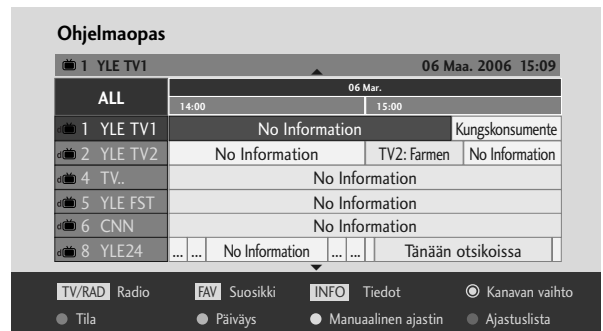 Ohjelmaopas
1 YLE TV1 06 Maa. 2006 15:09
ALL 06 Mar.
14:00 15:00
1 YLE TV1 No Information Kungskonsumente
2 YLE TV2 No Information TV2: Farmen No Information
4 TV.. No Information
5 YLE FST No Information
6 CNN No Information
8 YLE24 ... ... No Information ... ... Tänään otsikoissa
TV/RAD Radio FAV Suosikki INFO Tiedot Kanavan vaihto
Tila Päiväys Manuaalinen ajastin Ajastuslista